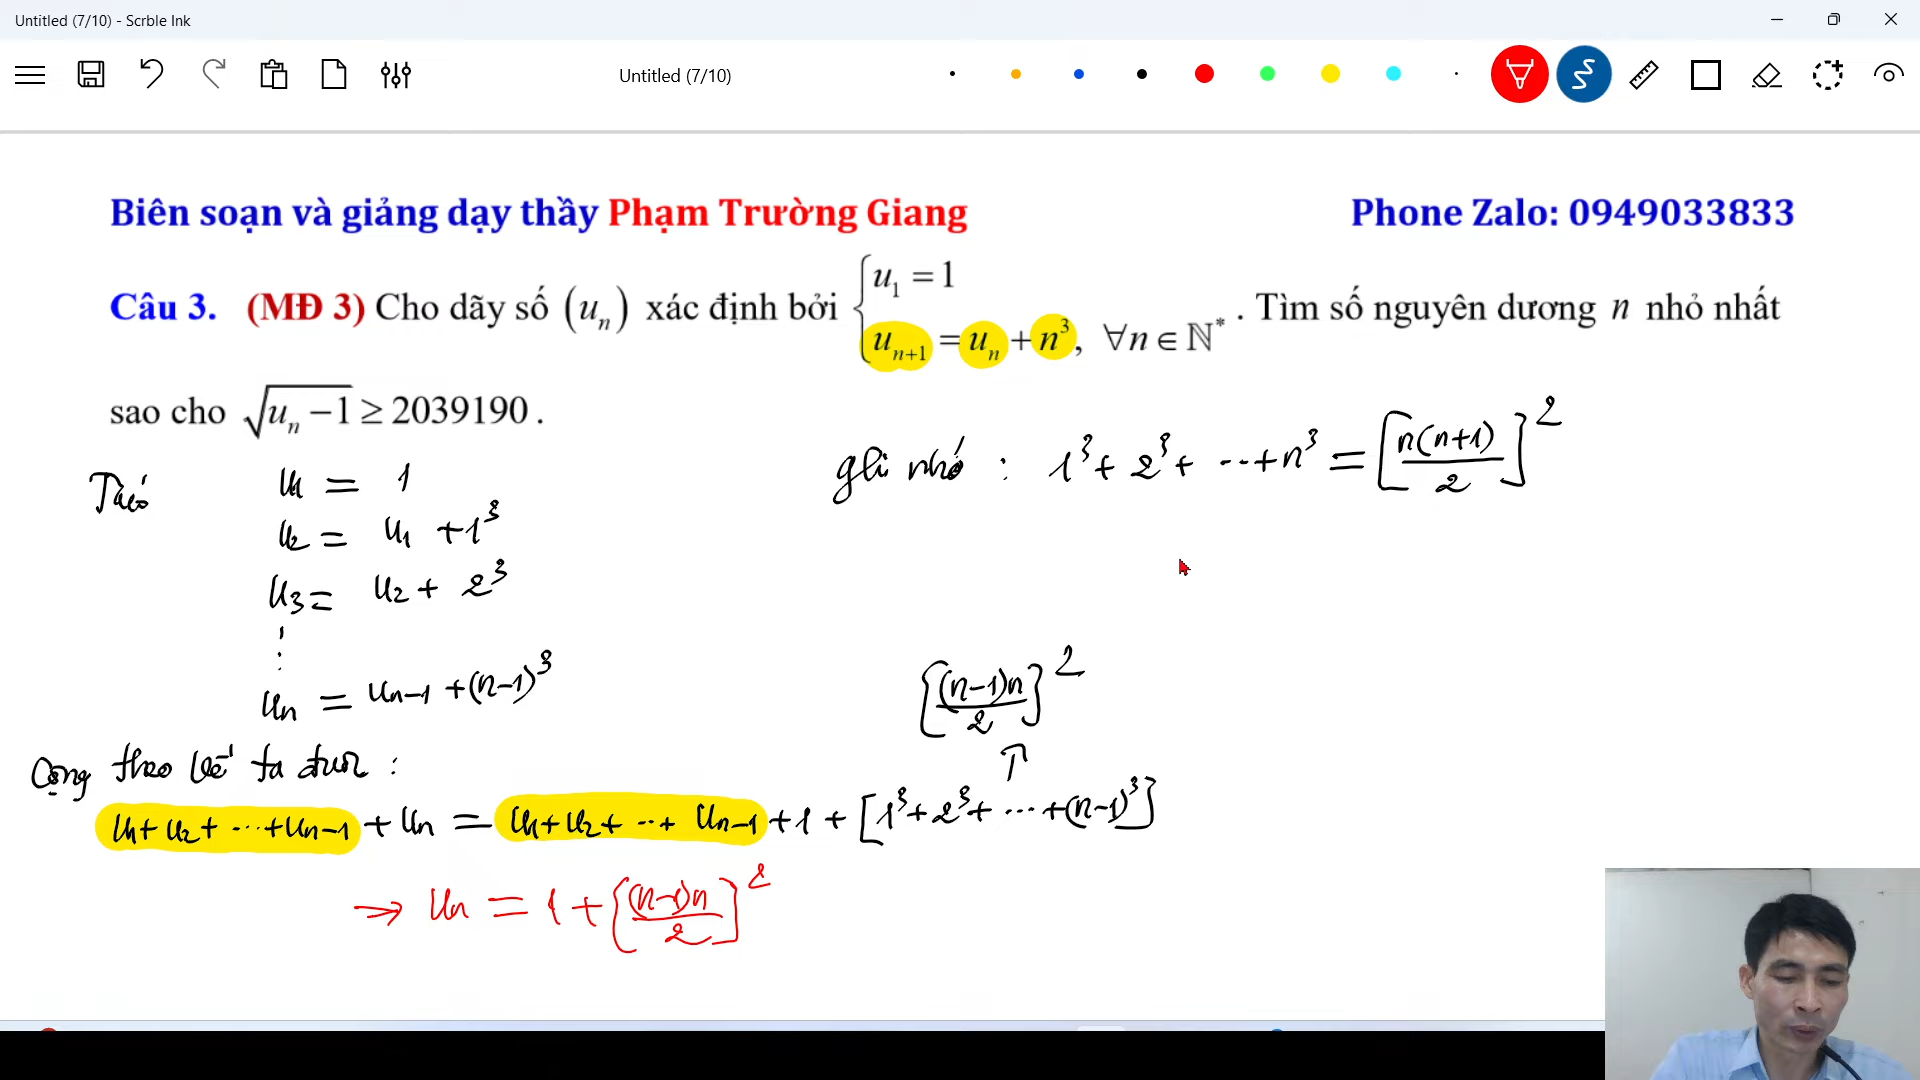 Untitled (7/10) - Scrble Ink
Untitled (7/10)
Biên soạn và giảng dạy thầy Phạm Trường Giang
Phone Zalo: 0949033833
Câu 3. (MĐ 3) Cho dãy số (uₙ) xác định bởi { u₁ = 1 ; uₙ₊₁ = uₙ + n³, ∀n ∈ ℕ* . Tìm số nguyên dương n nhỏ nhất
sao cho √(uₙ − 1) ≥ 2039190 .
ghi nhớ : 1³ + 2³ + ... + n³ = [n(n+1)/2]²
Ta có u₁ = 1
u₂ = u₁ + 1³
u₃ = u₂ + 2³
⋮
uₙ = uₙ₋₁ + (n−1)³
[(n−1)n/2]²
↑
Cộng theo vế ta được :
u₁ + u₂ + ... + uₙ₋₁ + uₙ = u₁ + u₂ + ... + uₙ₋₁ + 1 + [1³ + 2³ + ... + (n−1)³]
→ uₙ = 1 + [(n−1)n/2]²